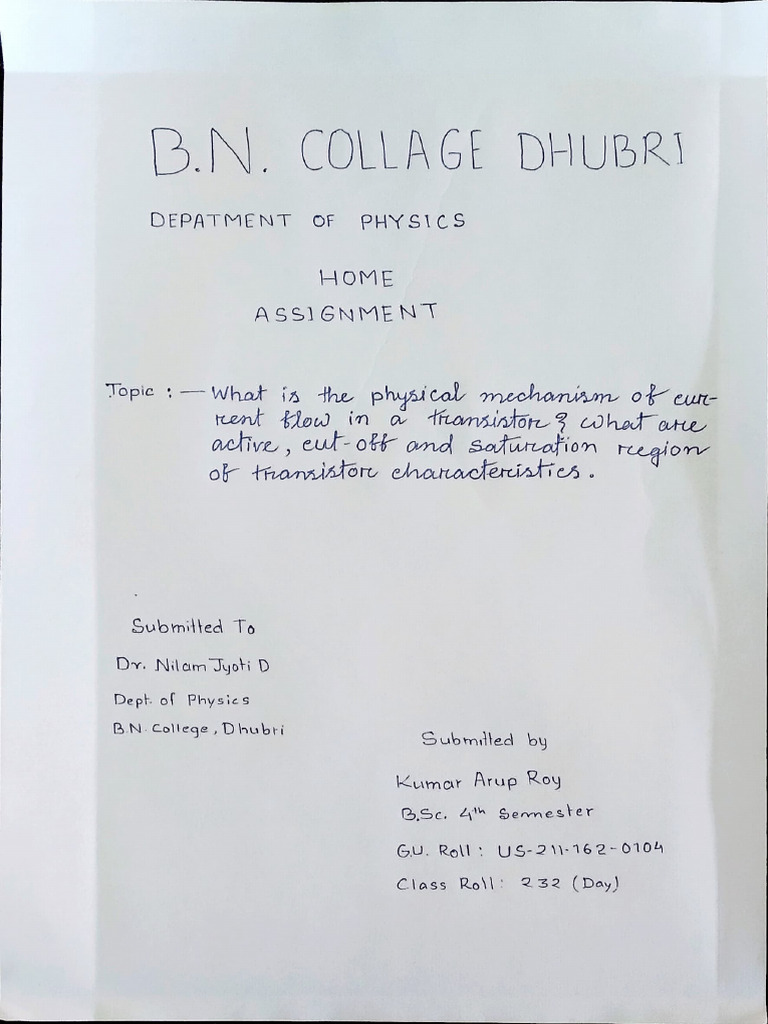 B.N. COLLAGE DHUBRI
DEPATMENT OF PHYSICS
HOME
ASSIGNMENT
Topic : — What is the physical mechanism of cur-
rent flow in a transistor & what are
active, cut-off and saturation region
of transistor characteristics.
Submitted To
Dr. Nilam Jyoti D
Dept. of Physics
B.N. College, Dhubri
Submitted by
Kumar Arup Roy
B.Sc. 4th Semester
G.U. Roll : US-211-162-0104
Class Roll : 232 (Day)